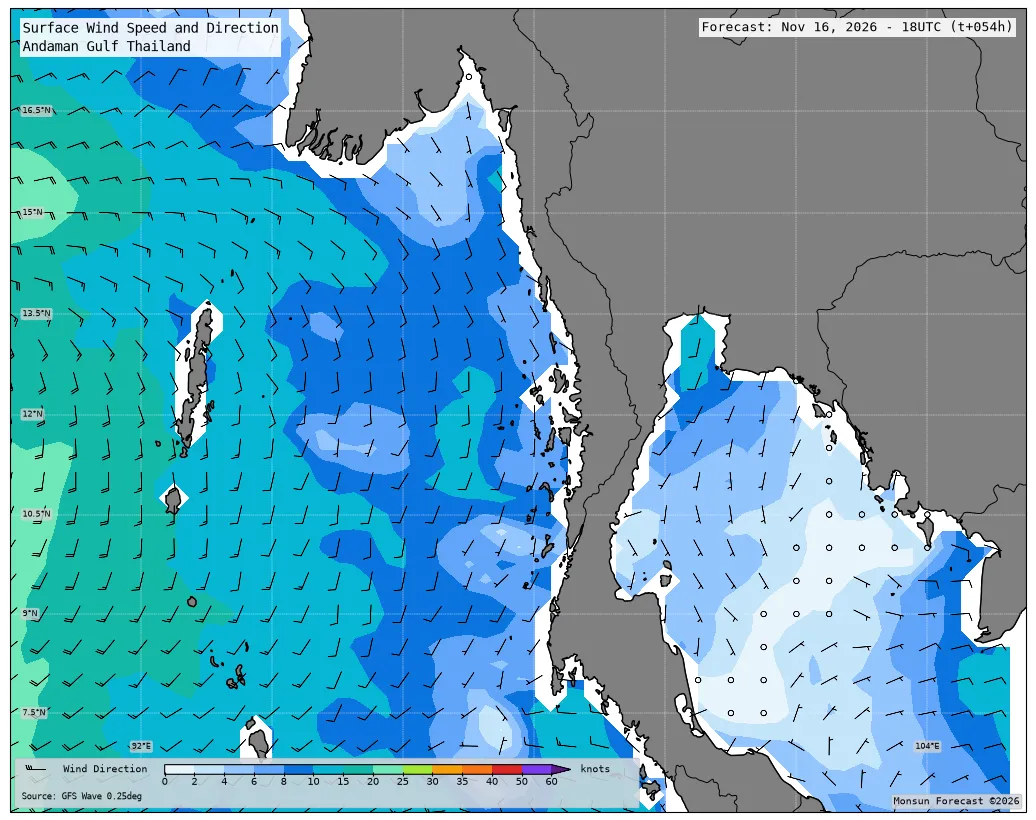 Surface Wind Speed and Direction
Andaman Gulf Thailand
Forecast: Nov 16, 2026 - 18UTC (t+054h)
16.5°N
15°N
13.5°N
12°N
10.5°N
9°N
7.5°N
92°E
104°E
Wind Direction
0 2 4 6 8 10 15 20 25 30 35 40 50 60 knots
Source: GFS Wave 0.25deg
Monsun Forecast ©2026